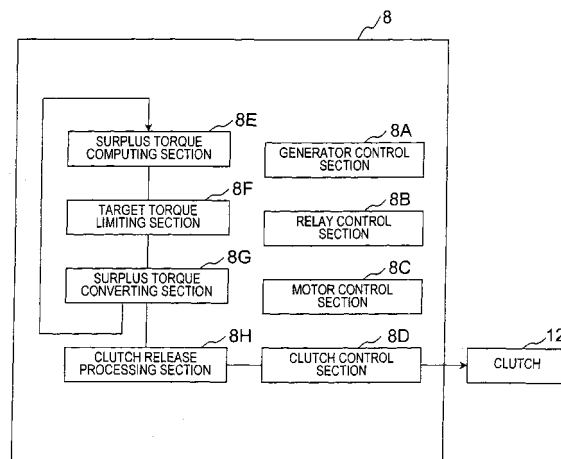 8
8E
SURPLUS TORQUE
COMPUTING SECTION
8A
GENERATOR CONTROL
SECTION
8F
TARGET TORQUE
LIMITING SECTION
8B
RELAY CONTROL
SECTION
8G
SURPLUS TORQUE
CONVERTING SECTION
8C
MOTOR CONTROL
SECTION
8H
CLUTCH RELEASE
PROCESSING SECTION
8D
CLUTCH CONTROL
SECTION
12
CLUTCH